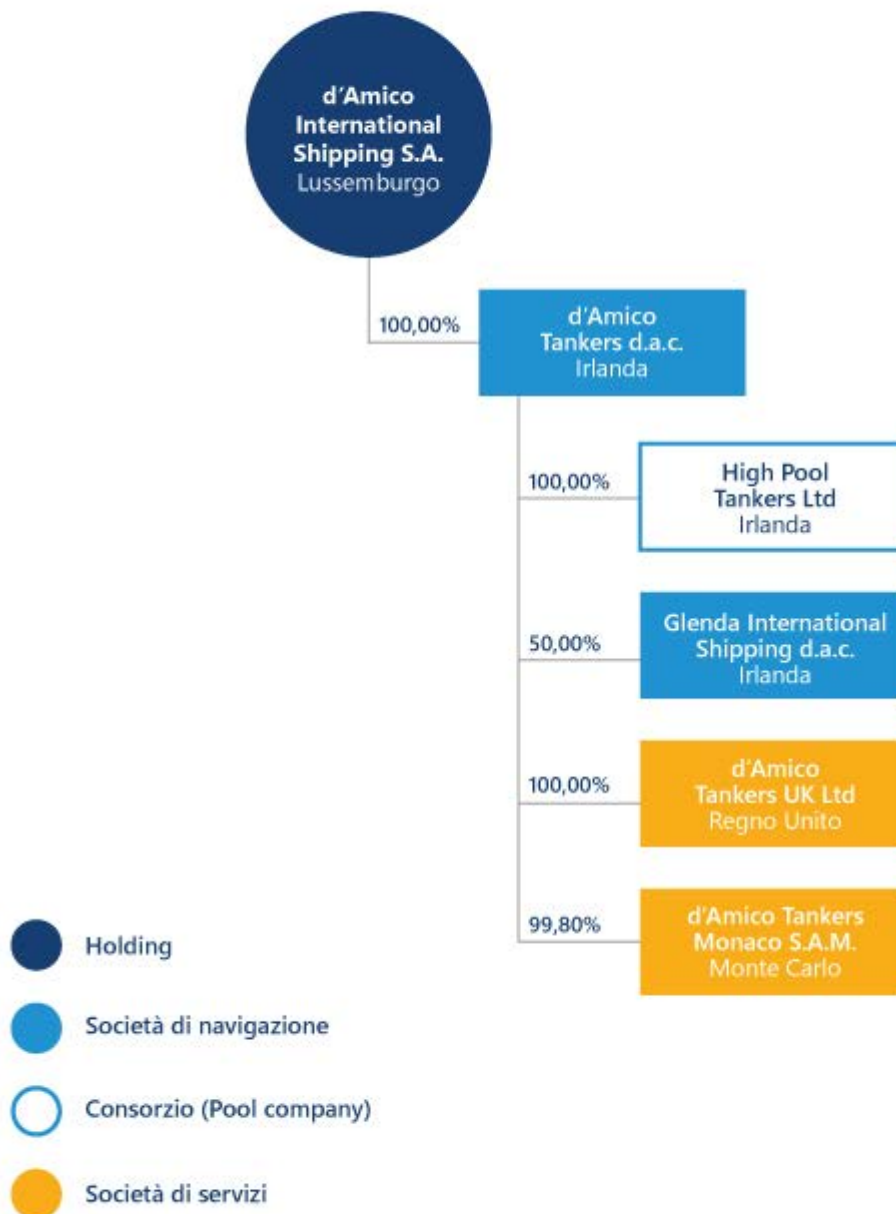 d'Amico
International
Shipping S.A.
Lussemburgo
100,00%
d'Amico
Tankers d.a.c.
Irlanda
100,00%
High Pool
Tankers Ltd
Irlanda
50,00%
Glenda International
Shipping d.a.c.
Irlanda
100,00%
d'Amico
Tankers UK Ltd
Regno Unito
99,80%
d'Amico Tankers
Monaco S.A.M.
Monte Carlo
Holding
Società di navigazione
Consorzio (Pool company)
Società di servizi